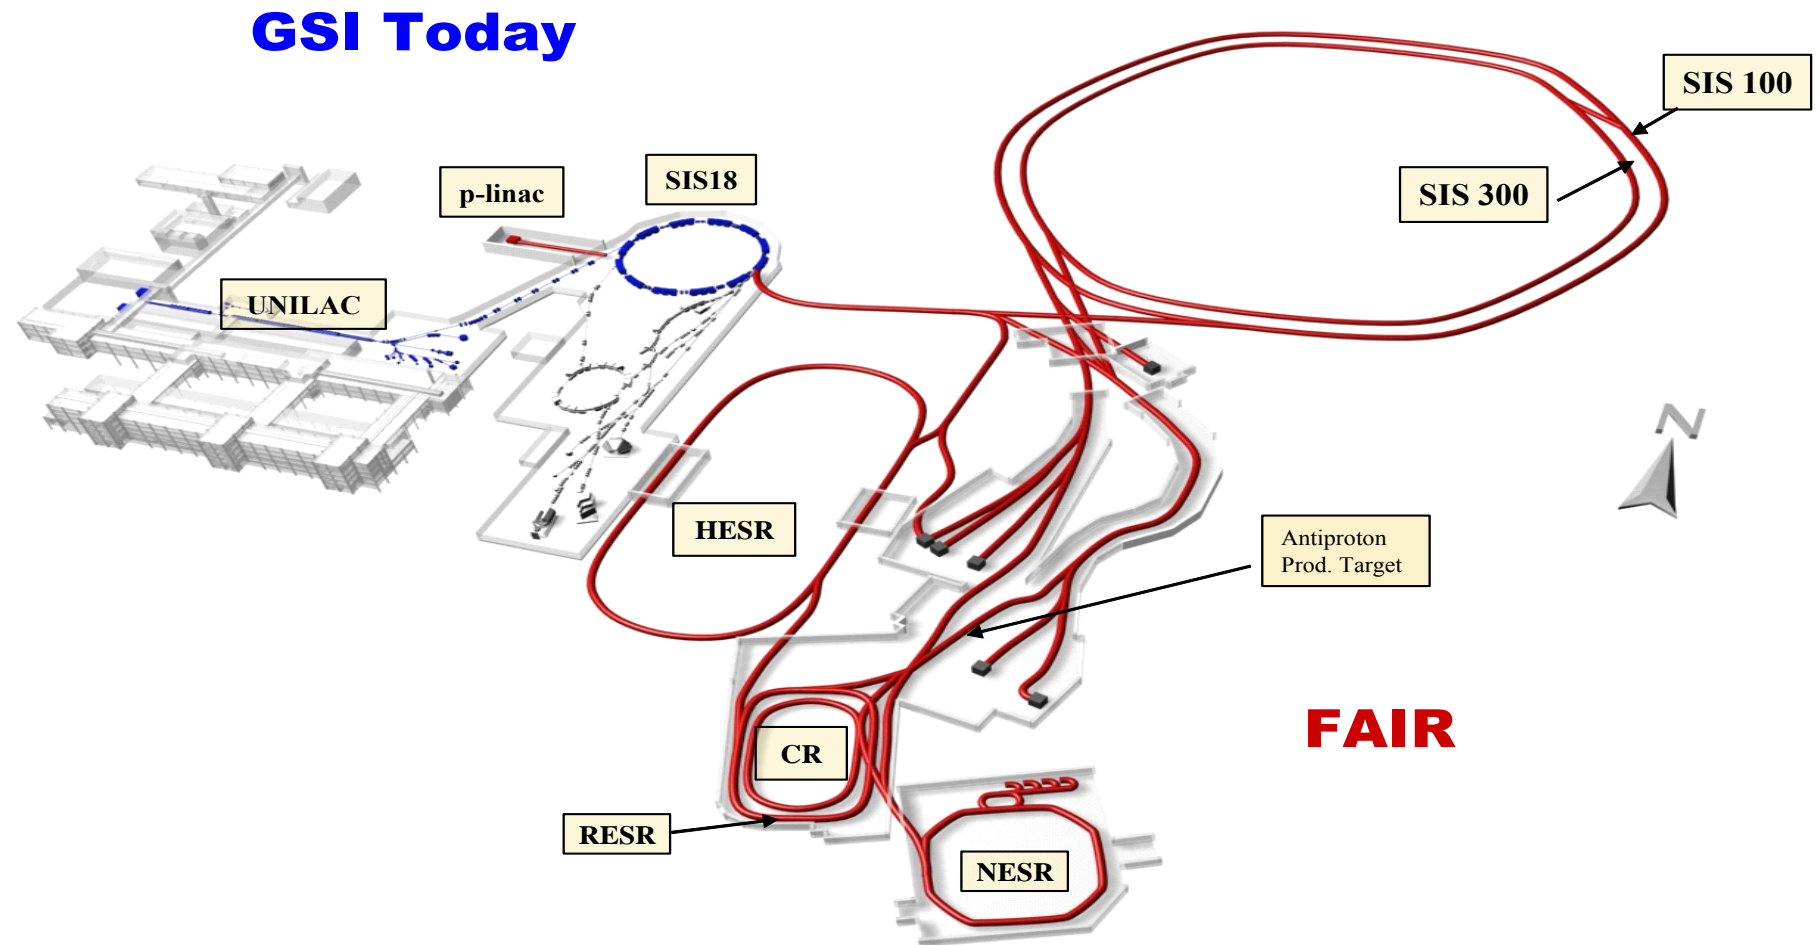 GSI Today
SIS 100
SIS18
p-linac
SIS 300
UNILAC
N
HESR
Antiproton
Prod. Target
FAIR
CR
RESR
NESR